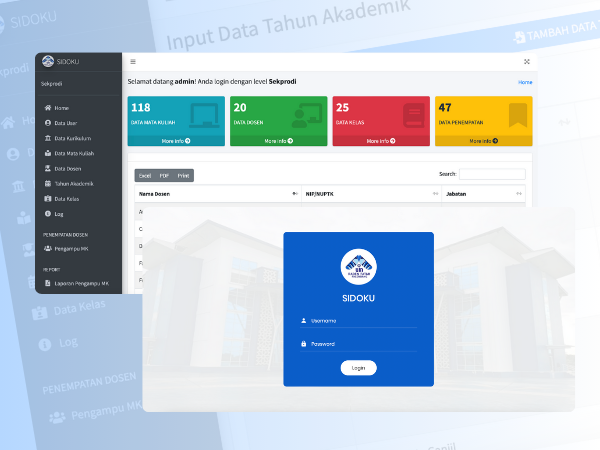 SIDOKU
Input Data Tahun Akademik
TAMBAH DATA T
SIDOKU
Selamat datang admin! Anda login dengan level Sekprodi
Home
Sekprodi
Home
Data User
Data Kurikulum
Data Mata Kuliah
Data Dosen
Tahun Akademik
Data Kelas
Log
PENEMPATAN DOSEN
Pengampu MK
REPORT
Laporan Pengampu MK
118
DATA MATA KULIAH
More info
20
DATA DOSEN
More info
25
DATA KELAS
More info
47
DATA PENEMPATAN
More info
Excel PDF Print
Search:
Nama Dosen NIP/NUPTK Jabatan
UIN
SIDOKU
Username
Password
Login
Data Kelas
Log
PENEMPATAN DOSEN
Pengampu MK